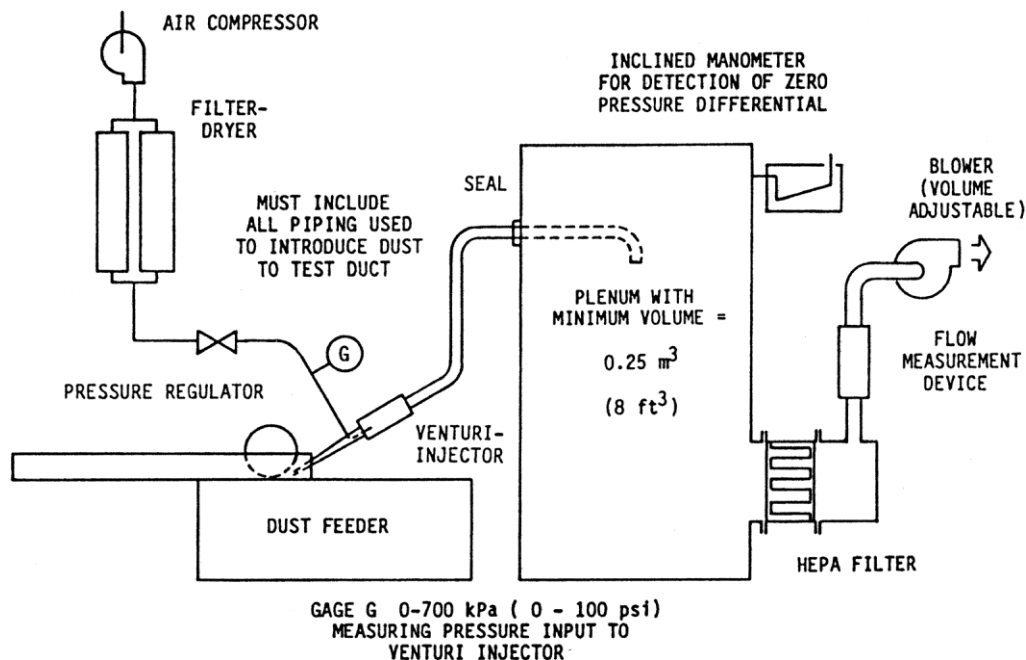 AIR COMPRESSOR
FILTER-
DRYER
MUST INCLUDE
ALL PIPING USED
TO INTRODUCE DUST
TO TEST DUCT
PRESSURE REGULATOR
G
VENTURI-
INJECTOR
DUST FEEDER
SEAL
INCLINED MANOMETER
FOR DETECTION OF ZERO
PRESSURE DIFFERENTIAL
PLENUM WITH
MINIMUM VOLUME =
0.25 m³
(8 ft³)
BLOWER
(VOLUME
ADJUSTABLE)
FLOW
MEASUREMENT
DEVICE
HEPA FILTER
GAGE G 0-700 kPa ( 0 - 100 psi)
MEASURING PRESSURE INPUT TO
VENTURI INJECTOR